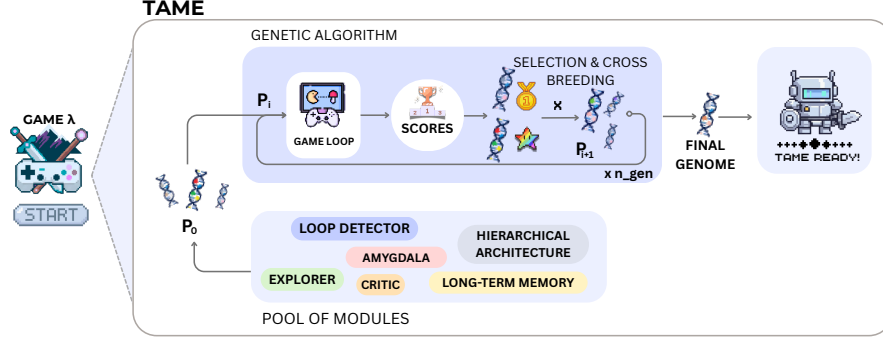 TAME
GENETIC ALGORITHM
GAME λ
START
P₀
Pᵢ
GAME LOOP
SCORES
1
SELECTION & CROSS
BREEDING
x
Pᵢ₊₁
x n_gen
FINAL
GENOME
TAME READY!
LOOP DETECTOR
AMYGDALA
HIERARCHICAL
ARCHITECTURE
EXPLORER
CRITIC
LONG-TERM MEMORY
POOL OF MODULES